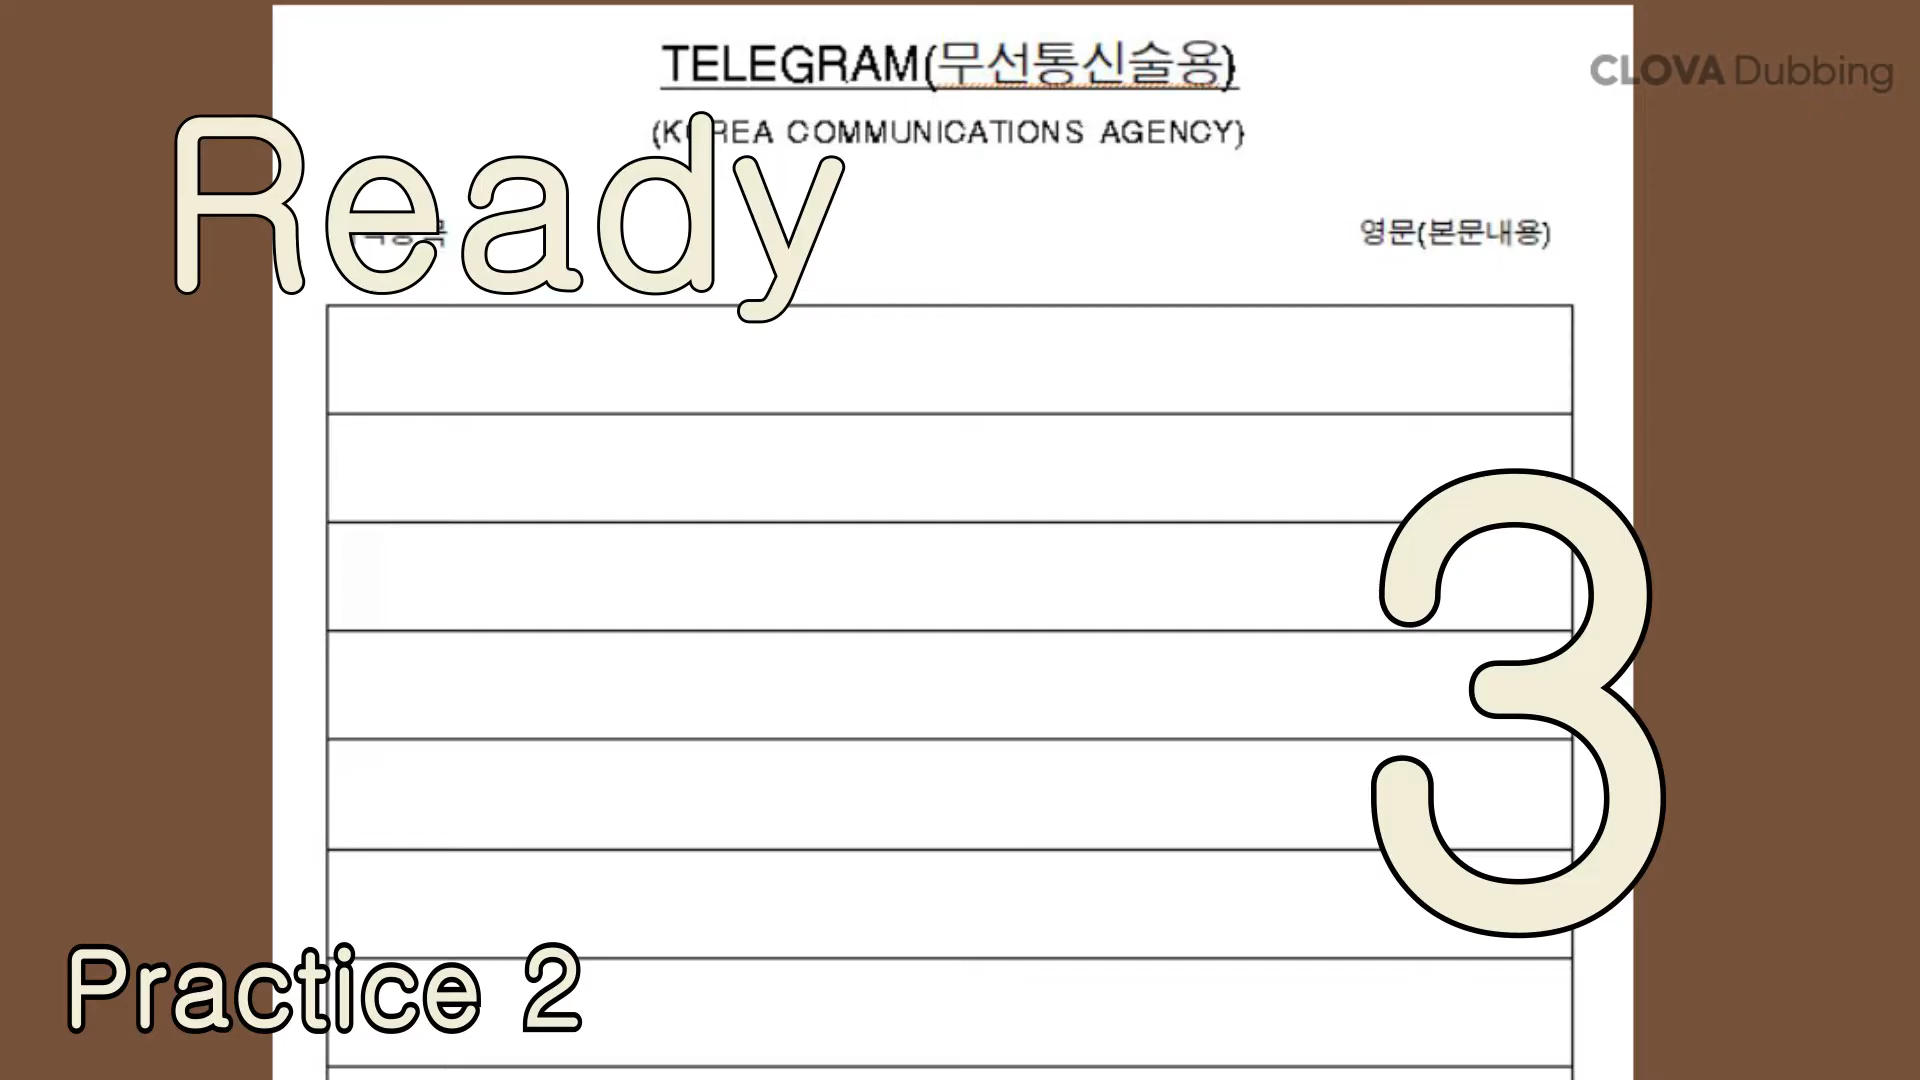 TELEGRAM(무선통신술용)
CLOVA Dubbing
(KOREA COMMUNICATIONS AGENCY)
Ready
영문(본문내용)
3
Practice 2